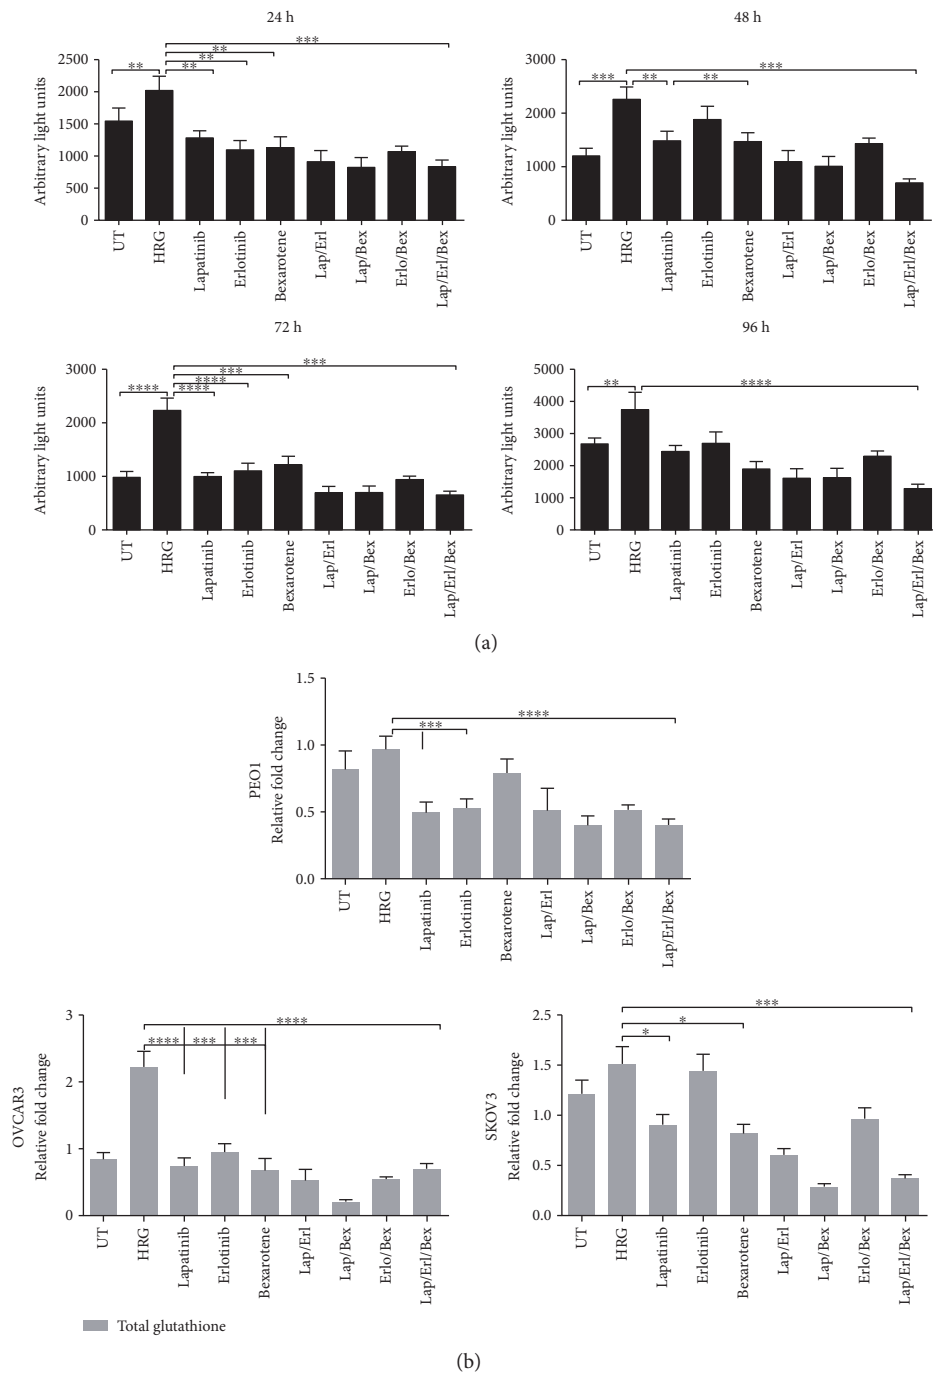 24 h
Arbitrary light units
2500
2000
1500
1000
500
0
**
**
**
**
***
UT
HRG
Lapatinib
Erlotinib
Bexarotene
Lap/Erl
Lap/Bex
Erlo/Bex
Lap/Erl/Bex
48 h
Arbitrary light units
3000
2000
1000
0
***
**
**
***
UT
HRG
Lapatinib
Erlotinib
Bexarotene
Lap/Erl
Lap/Bex
Erlo/Bex
Lap/Erl/Bex
72 h
Arbitrary light units
3000
2000
1000
0
****
****
****
***
***
UT
HRG
Lapatinib
Erlotinib
Bexarotene
Lap/Erl
Lap/Bex
Erlo/Bex
Lap/Erl/Bex
96 h
Arbitrary light units
5000
4000
3000
2000
1000
0
**
****
UT
HRG
Lapatinib
Erlotinib
Bexarotene
Lap/Erl
Lap/Bex
Erlo/Bex
Lap/Erl/Bex
(a)
PEO1
Relative fold change
1.5
1.0
0.5
0.0
***
****
UT
HRG
Lapatinib
Erlotinib
Bexarotene
Lap/Erl
Lap/Bex
Erlo/Bex
Lap/Erl/Bex
OVCAR3
Relative fold change
3
2
1
0
****
***
***
****
UT
HRG
Lapatinib
Erlotinib
Bexarotene
Lap/Erl
Lap/Bex
Erlo/Bex
Lap/Erl/Bex
SKOV3
Relative fold change
2.5
1.5
1.0
0.5
0.0
*
*
***
UT
HRG
Lapatinib
Erlotinib
Bexarotene
Lap/Erl
Lap/Bex
Erlo/Bex
Lap/Erl/Bex
Total glutathione
(b)